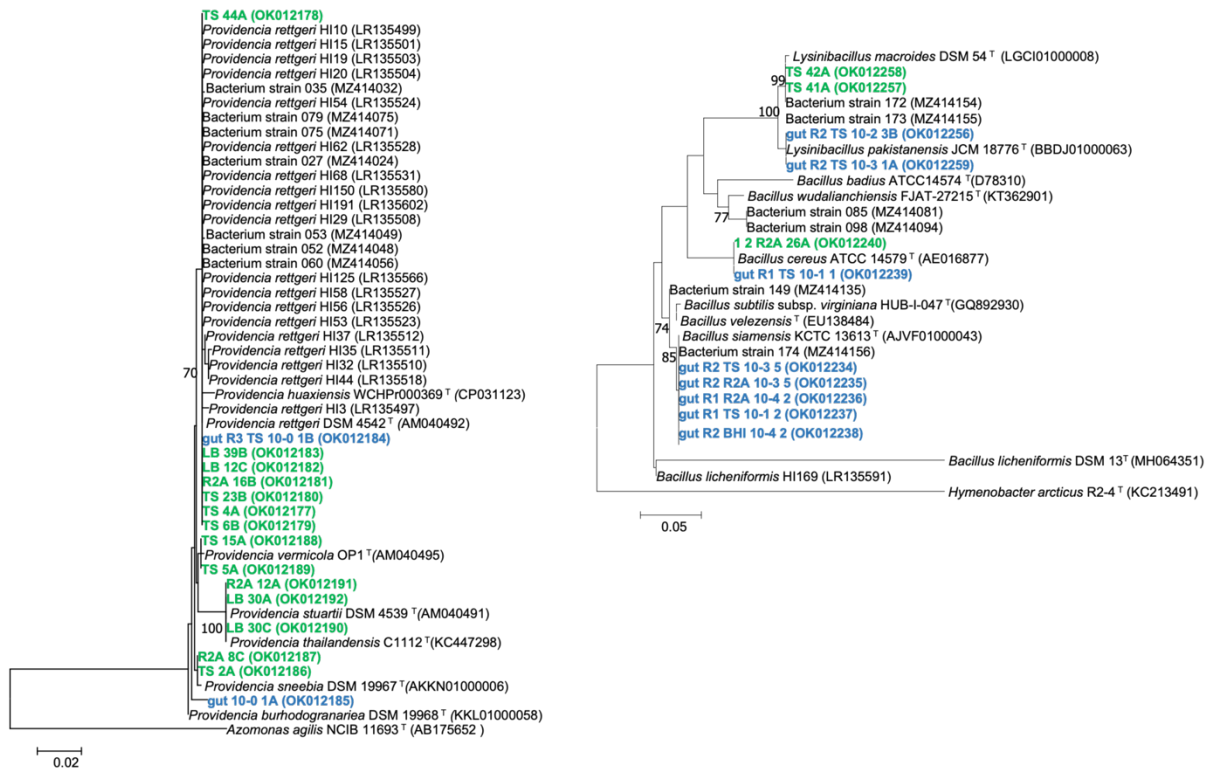 TS 44A (OK012178)
Providencia rettgeri HI10 (LR135499)
Providencia rettgeri HI15 (LR135501)
Providencia rettgeri HI19 (LR135503)
Providencia rettgeri HI20 (LR135504)
Bacterium strain 035 (MZ414032)
Providencia rettgeri HI54 (LR135524)
Bacterium strain 079 (MZ414075)
Bacterium strain 075 (MZ414071)
Providencia rettgeri HI62 (LR135528)
Bacterium strain 027 (MZ414024)
Providencia rettgeri HI68 (LR135531)
Providencia rettgeri HI150 (LR135580)
Providencia rettgeri HI191 (LR135602)
Providencia rettgeri HI29 (LR135508)
Bacterium strain 053 (MZ414049)
Bacterium strain 052 (MZ414048)
Bacterium strain 060 (MZ414056)
Providencia rettgeri HI125 (LR135566)
Providencia rettgeri HI58 (LR135527)
Providencia rettgeri HI56 (LR135526)
Providencia rettgeri HI53 (LR135523)
Providencia rettgeri HI37 (LR135512)
Providencia rettgeri HI35 (LR135511)
Providencia rettgeri HI32 (LR135510)
70
Providencia rettgeri HI44 (LR135518)
Providencia huaxiensis WCHPr000369 T (CP031123)
Providencia rettgeri HI3 (LR135497)
Providencia rettgeri DSM 4542 T (AM040492)
gut R3 TS 10-0 1B (OK012184)
LB 39B (OK012183)
LB 12C (OK012182)
R2A 16B (OK012181)
TS 23B (OK012180)
TS 4A (OK012177)
TS 6B (OK012179)
TS 15A (OK012188)
Providencia vermicola OP1 T (AM040495)
TS 5A (OK012189)
R2A 12A (OK012191)
LB 30A (OK012192)
Providencia stuartii DSM 4539 T (AM040491)
100
LB 30C (OK012190)
Providencia thailandensis C1112 T (KC447298)
R2A 8C (OK012187)
TS 2A (OK012186)
Providencia sneebia DSM 19967 T (AKKN01000006)
gut 10-0 1A (OK012185)
Providencia burhodogranariea DSM 19968 T (KKL01000058)
Azomonas agilis NCIB 11693 T (AB175652 )
0.02
Lysinibacillus macroides DSM 54 T (LGCI01000008)
TS 42A (OK012258)
99
TS 41A (OK012257)
Bacterium strain 172 (MZ414154)
100
Bacterium strain 173 (MZ414155)
gut R2 TS 10-2 3B (OK012256)
Lysinibacillus pakistanensis JCM 18776 T (BBDJ01000063)
gut R2 TS 10-3 1A (OK012259)
Bacillus badius ATCC14574 T (D78310)
Bacillus wudalianchiensis FJAT-27215 T (KT362901)
77
Bacterium strain 085 (MZ414081)
Bacterium strain 098 (MZ414094)
1 2 R2A 26A (OK012240)
Bacillus cereus ATCC 14579 T (AE016877)
gut R1 TS 10-1 1 (OK012239)
Bacterium strain 149 (MZ414135)
Bacillus subtilis subsp. virginiana HUB-I-047 T (GQ892930)
74
Bacillus velezensis T (EU138484)
Bacillus siamensis KCTC 13613 T (AJVF01000043)
85
Bacterium strain 174 (MZ414156)
gut R2 TS 10-3 5 (OK012234)
gut R2 R2A 10-3 5 (OK012235)
gut R1 R2A 10-4 2 (OK012236)
gut R1 TS 10-1 2 (OK012237)
gut R2 BHI 10-4 2 (OK012238)
Bacillus licheniformis DSM 13 T (MH064351)
Bacillus licheniformis HI169 (LR135591)
Hymenobacter arcticus R2-4 T (KC213491)
0.05